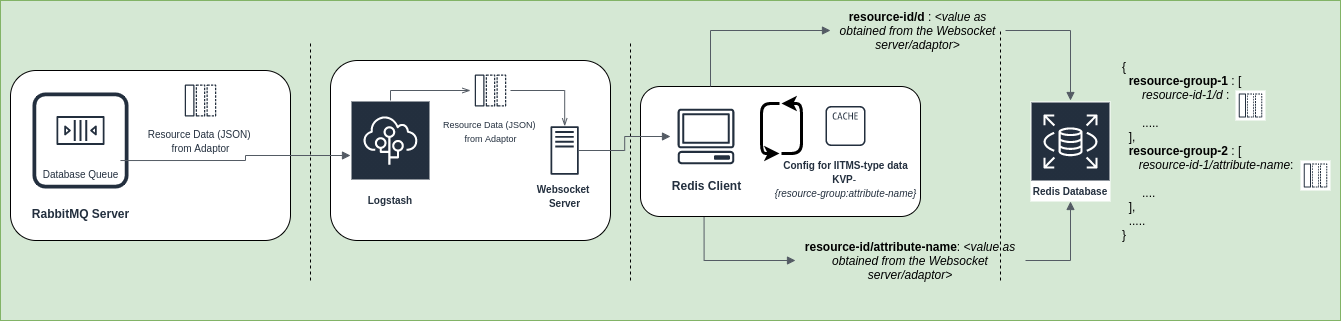 Resource Data (JSON)
from Adaptor
Database Queue
RabbitMQ Server
Resource Data (JSON)
from Adaptor
Logstash
Websocket
Server
resource-id/d : <value as
obtained from the Websocket
server/adaptor>
CACHE
Redis Client
Config for IITMS-type data
KVP-
{resource-group:attribute-name}
resource-id/attribute-name: <value as
obtained from the Websocket
server/adaptor>
Redis Database
{
resource-group-1 : [
resource-id-1/d :
.....
],
resource-group-2 : [
resource-id-1/attribute-name:
....
],
.....
}